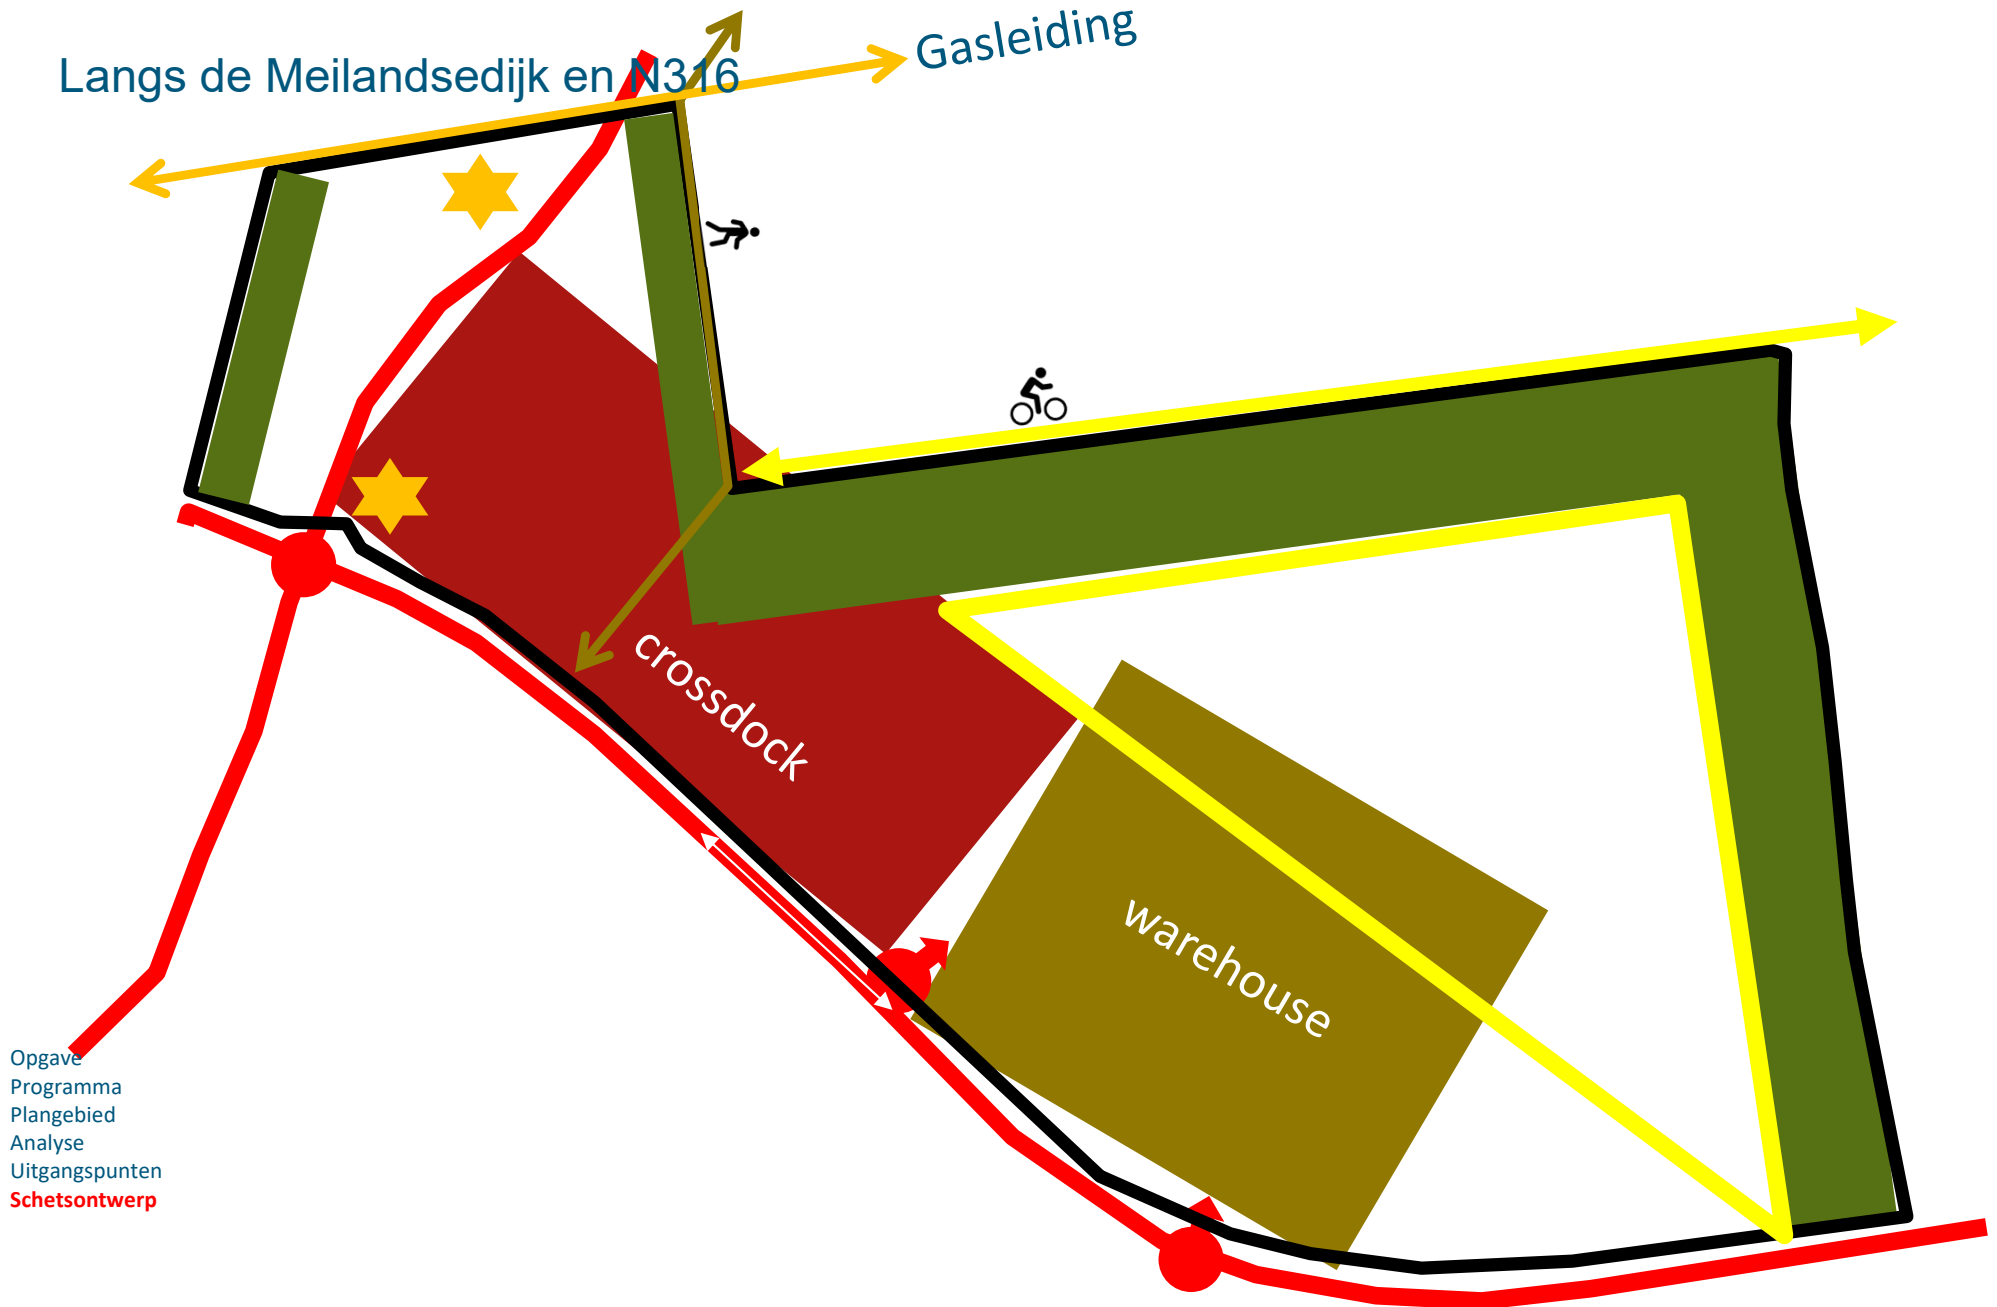 Langs de Meilandsedijk en N316
Gasleiding
crossdock
warehouse
Opgave
Programma
Plangebied
Analyse
Uitgangspunten
Schetsontwerp